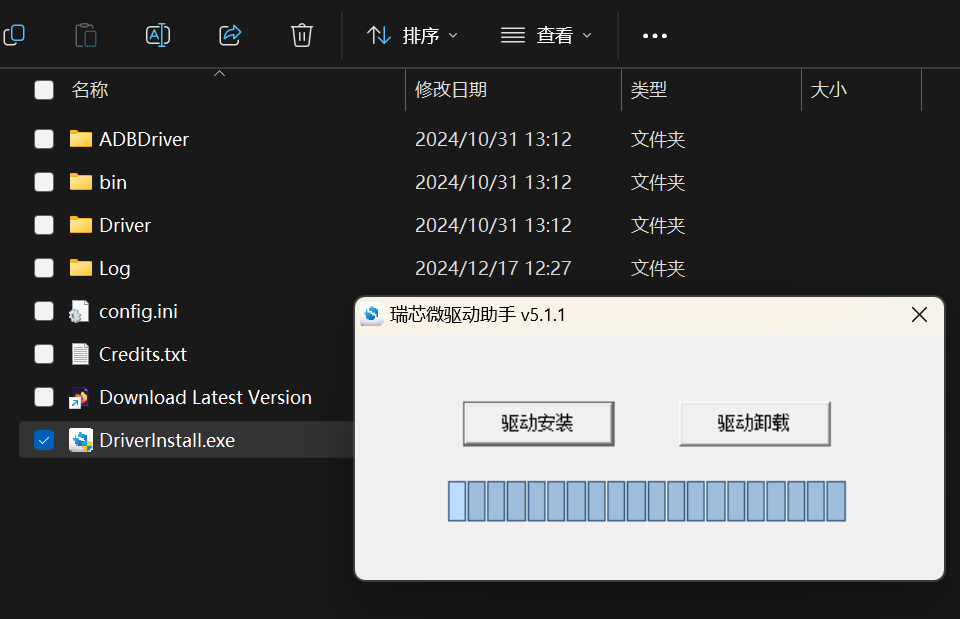 排序 查看
名称 修改日期 类型 大小
ADBDriver 2024/10/31 13:12 文件夹
bin 2024/10/31 13:12 文件夹
Driver 2024/10/31 13:12 文件夹
Log 2024/12/17 12:27 文件夹
config.ini
Credits.txt
Download Latest Version
DriverInstall.exe
瑞芯微驱动助手 v5.1.1
驱动安装 驱动卸载